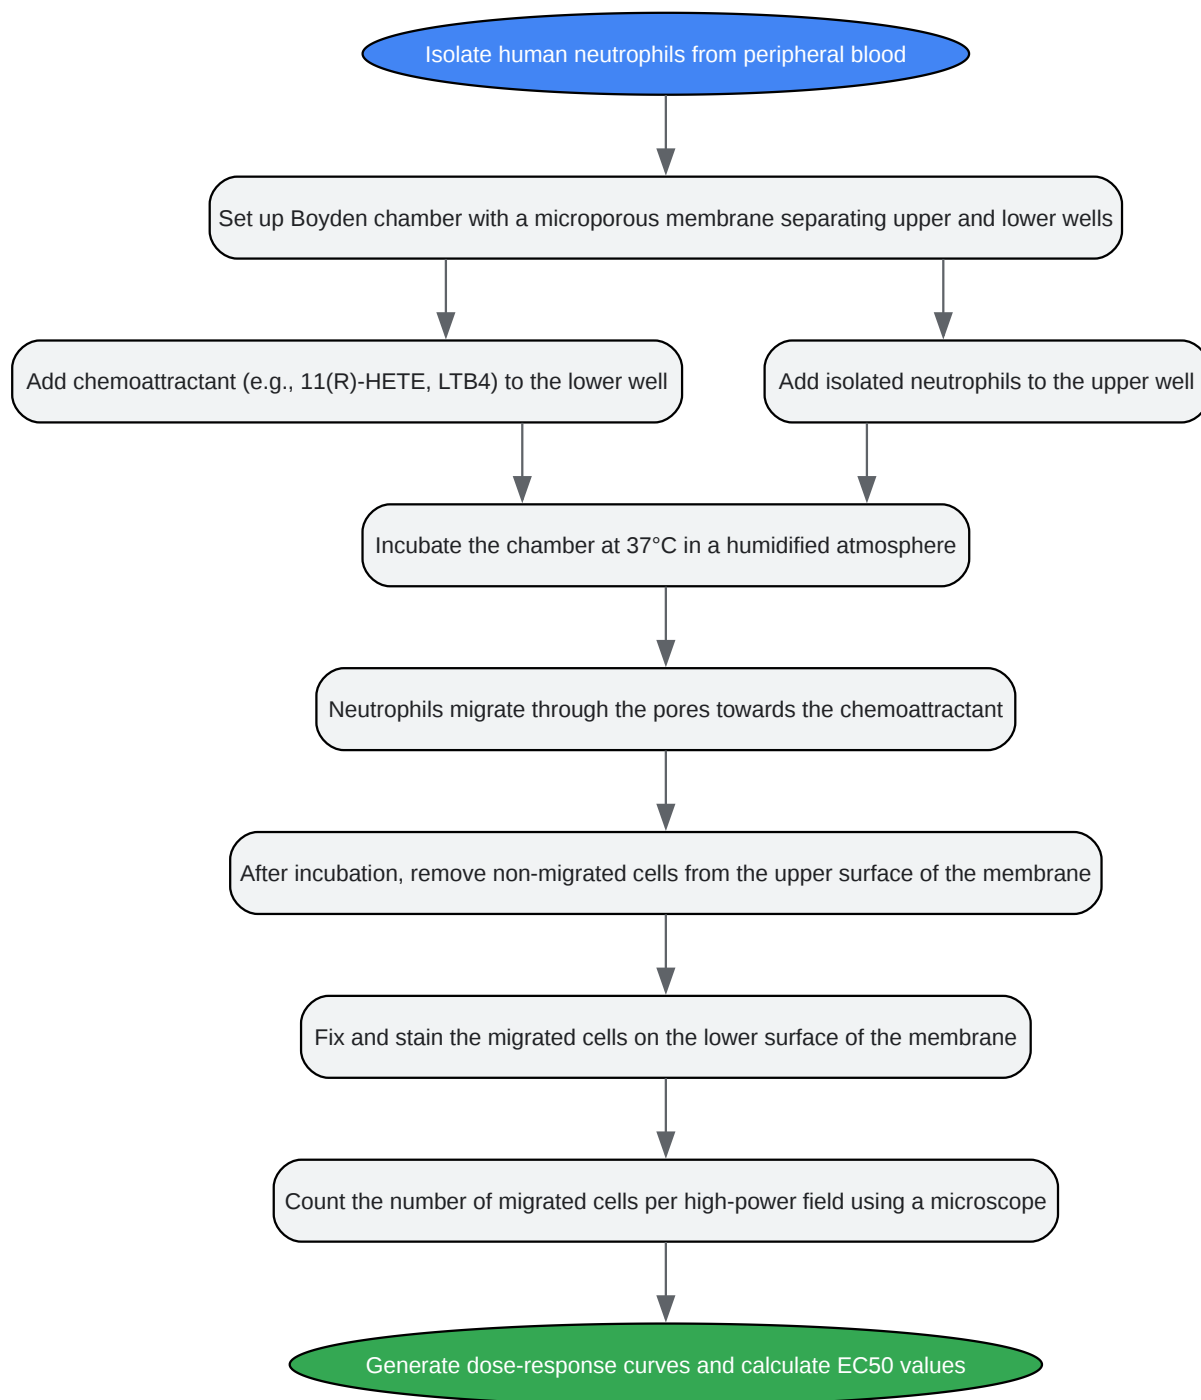 Isolate human neutrophils from peripheral blood
Set up Boyden chamber with a microporous membrane separating upper and lower wells
Add chemoattractant (e.g., 11(R)-HETE, LTB4) to the lower well
Add isolated neutrophils to the upper well
Incubate the chamber at 37°C in a humidified atmosphere
Neutrophils migrate through the pores towards the chemoattractant
After incubation, remove non-migrated cells from the upper surface of the membrane
Fix and stain the migrated cells on the lower surface of the membrane
Count the number of migrated cells per high-power field using a microscope
Generate dose-response curves and calculate EC50 values